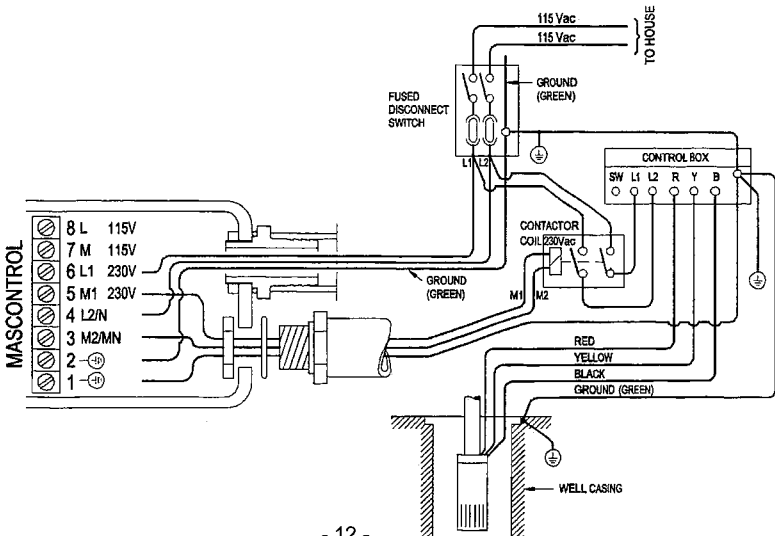 115 Vac
115 Vac
TO HOUSE
FUSED
DISCONNECT
SWITCH
GROUND
(GREEN)
L1 L2
CONTROL BOX
SW L1 L2 R Y B
CONTACTOR
COIL 230Vac
MASCONTROL
8 L 115V
7 M 115V
6 L1 230V
5 M1 230V
4 L2/N
3 M2/MN
2
1
GROUND
(GREEN)
M1 M2
RED
YELLOW
BLACK
GROUND (GREEN)
WELL CASING
- 12 -